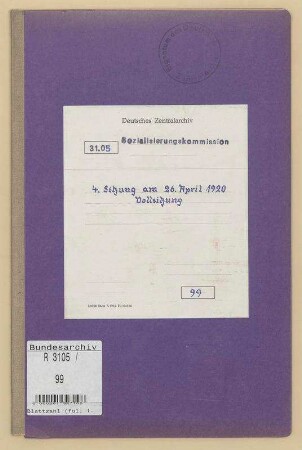 Deutsches Zentralarchiv
31.05 Sozialisierungskommission
4. Sitzung am 26. April 1920
Vollsitzung
99
Bundesarchiv
R 3105 /
99
Blattzahl (fol.)